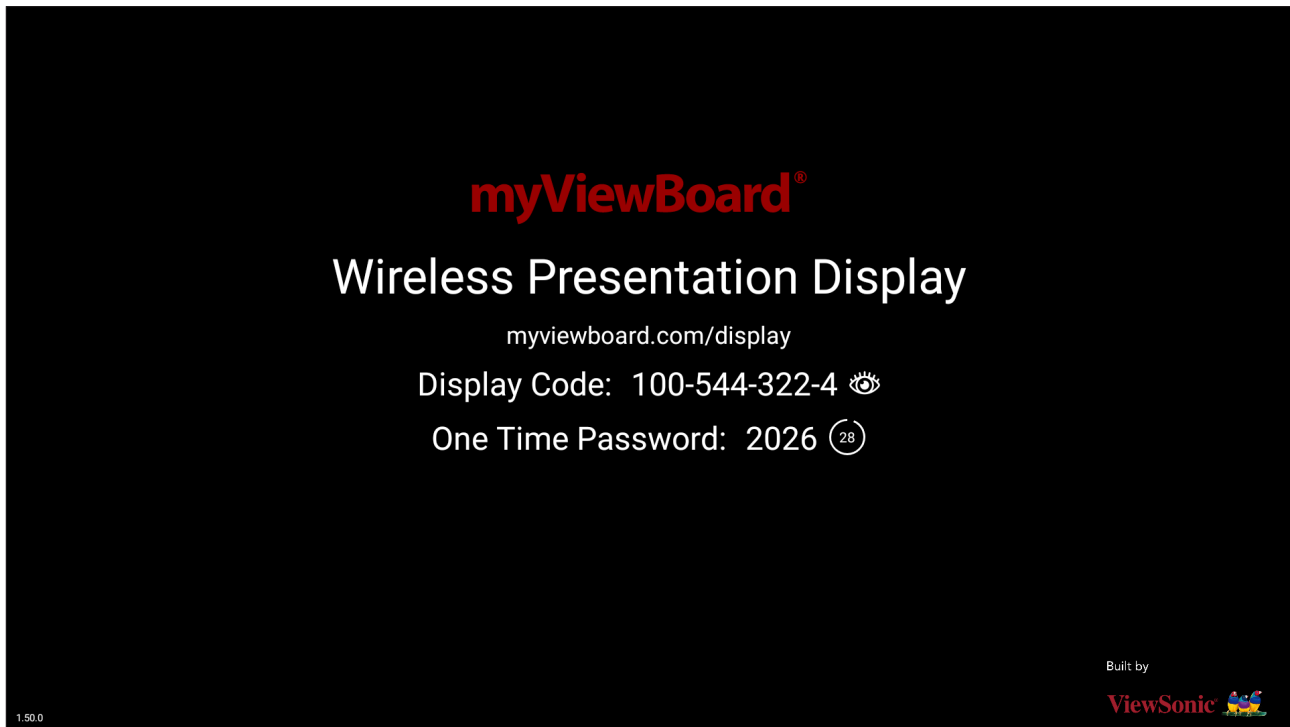 myViewBoard®
Wireless Presentation Display
myviewboard.com/display
Display Code: 100-544-322-4
One Time Password: 2026 28
Built by
ViewSonic®
1.50.0